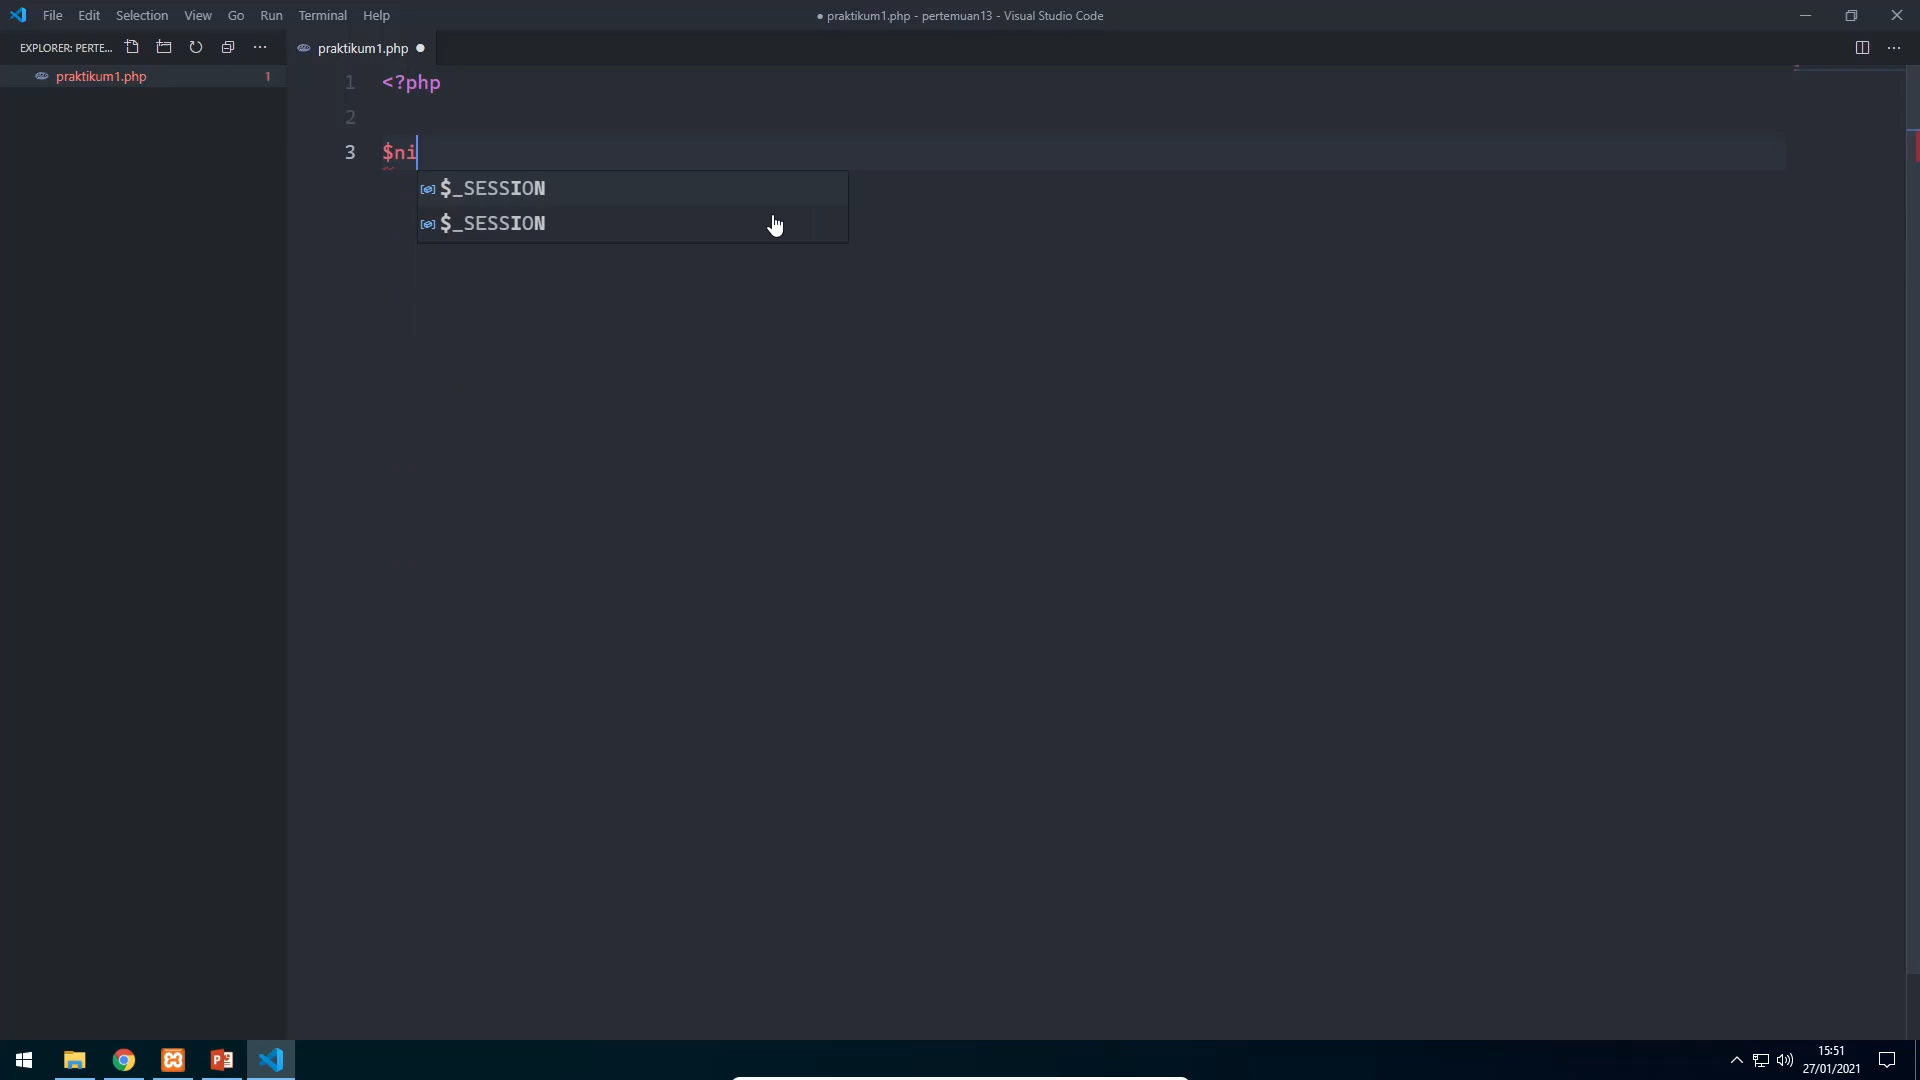 File Edit Selection View Go Run Terminal Help
● praktikum1.php - pertemuan13 - Visual Studio Code
EXPLORER: PERTE...
praktikum1.php
praktikum1.php 1
1 <?php
2
3 $ni
$_SESSION
$_SESSION
15:51
27/01/2021